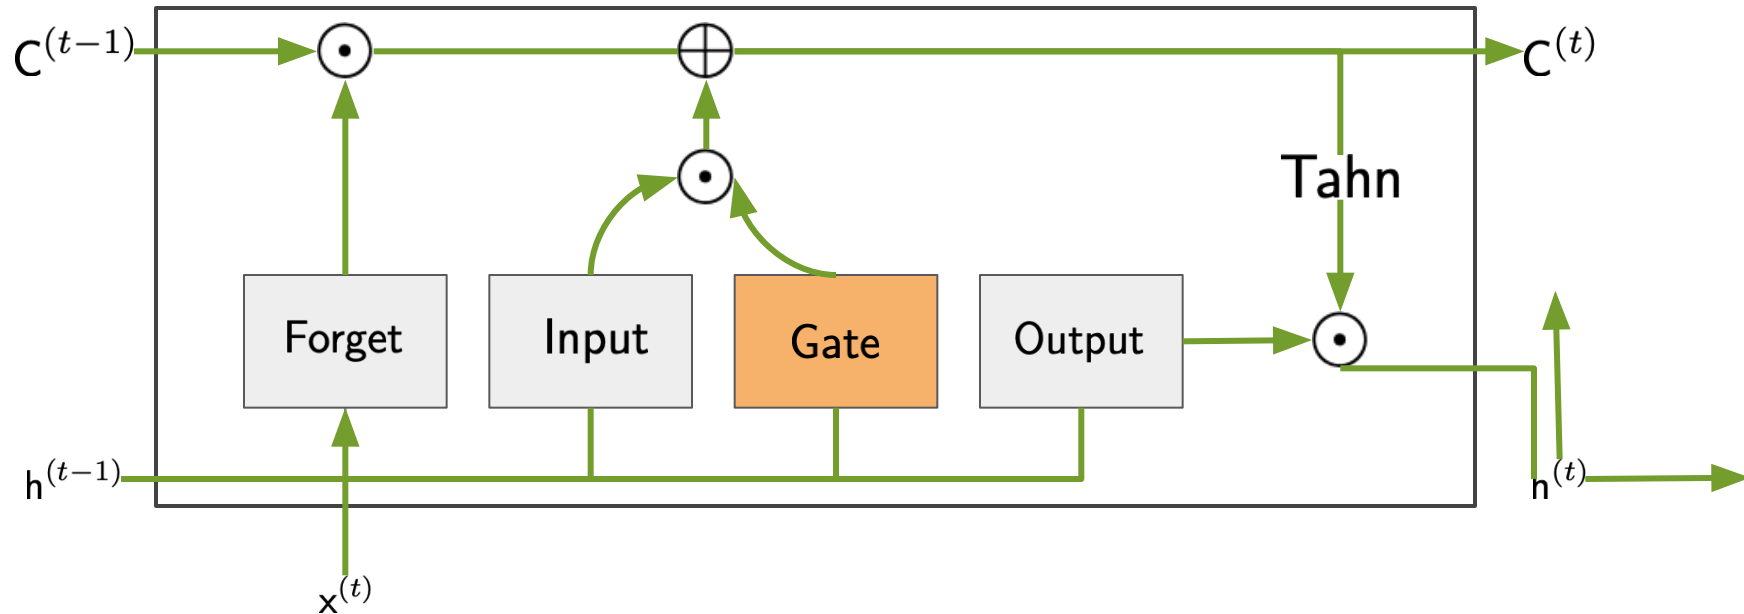 C^(t−1)
C^(t)
Tahn
Forget
Input
Gate
Output
h^(t−1)
h^(t)
x^(t)